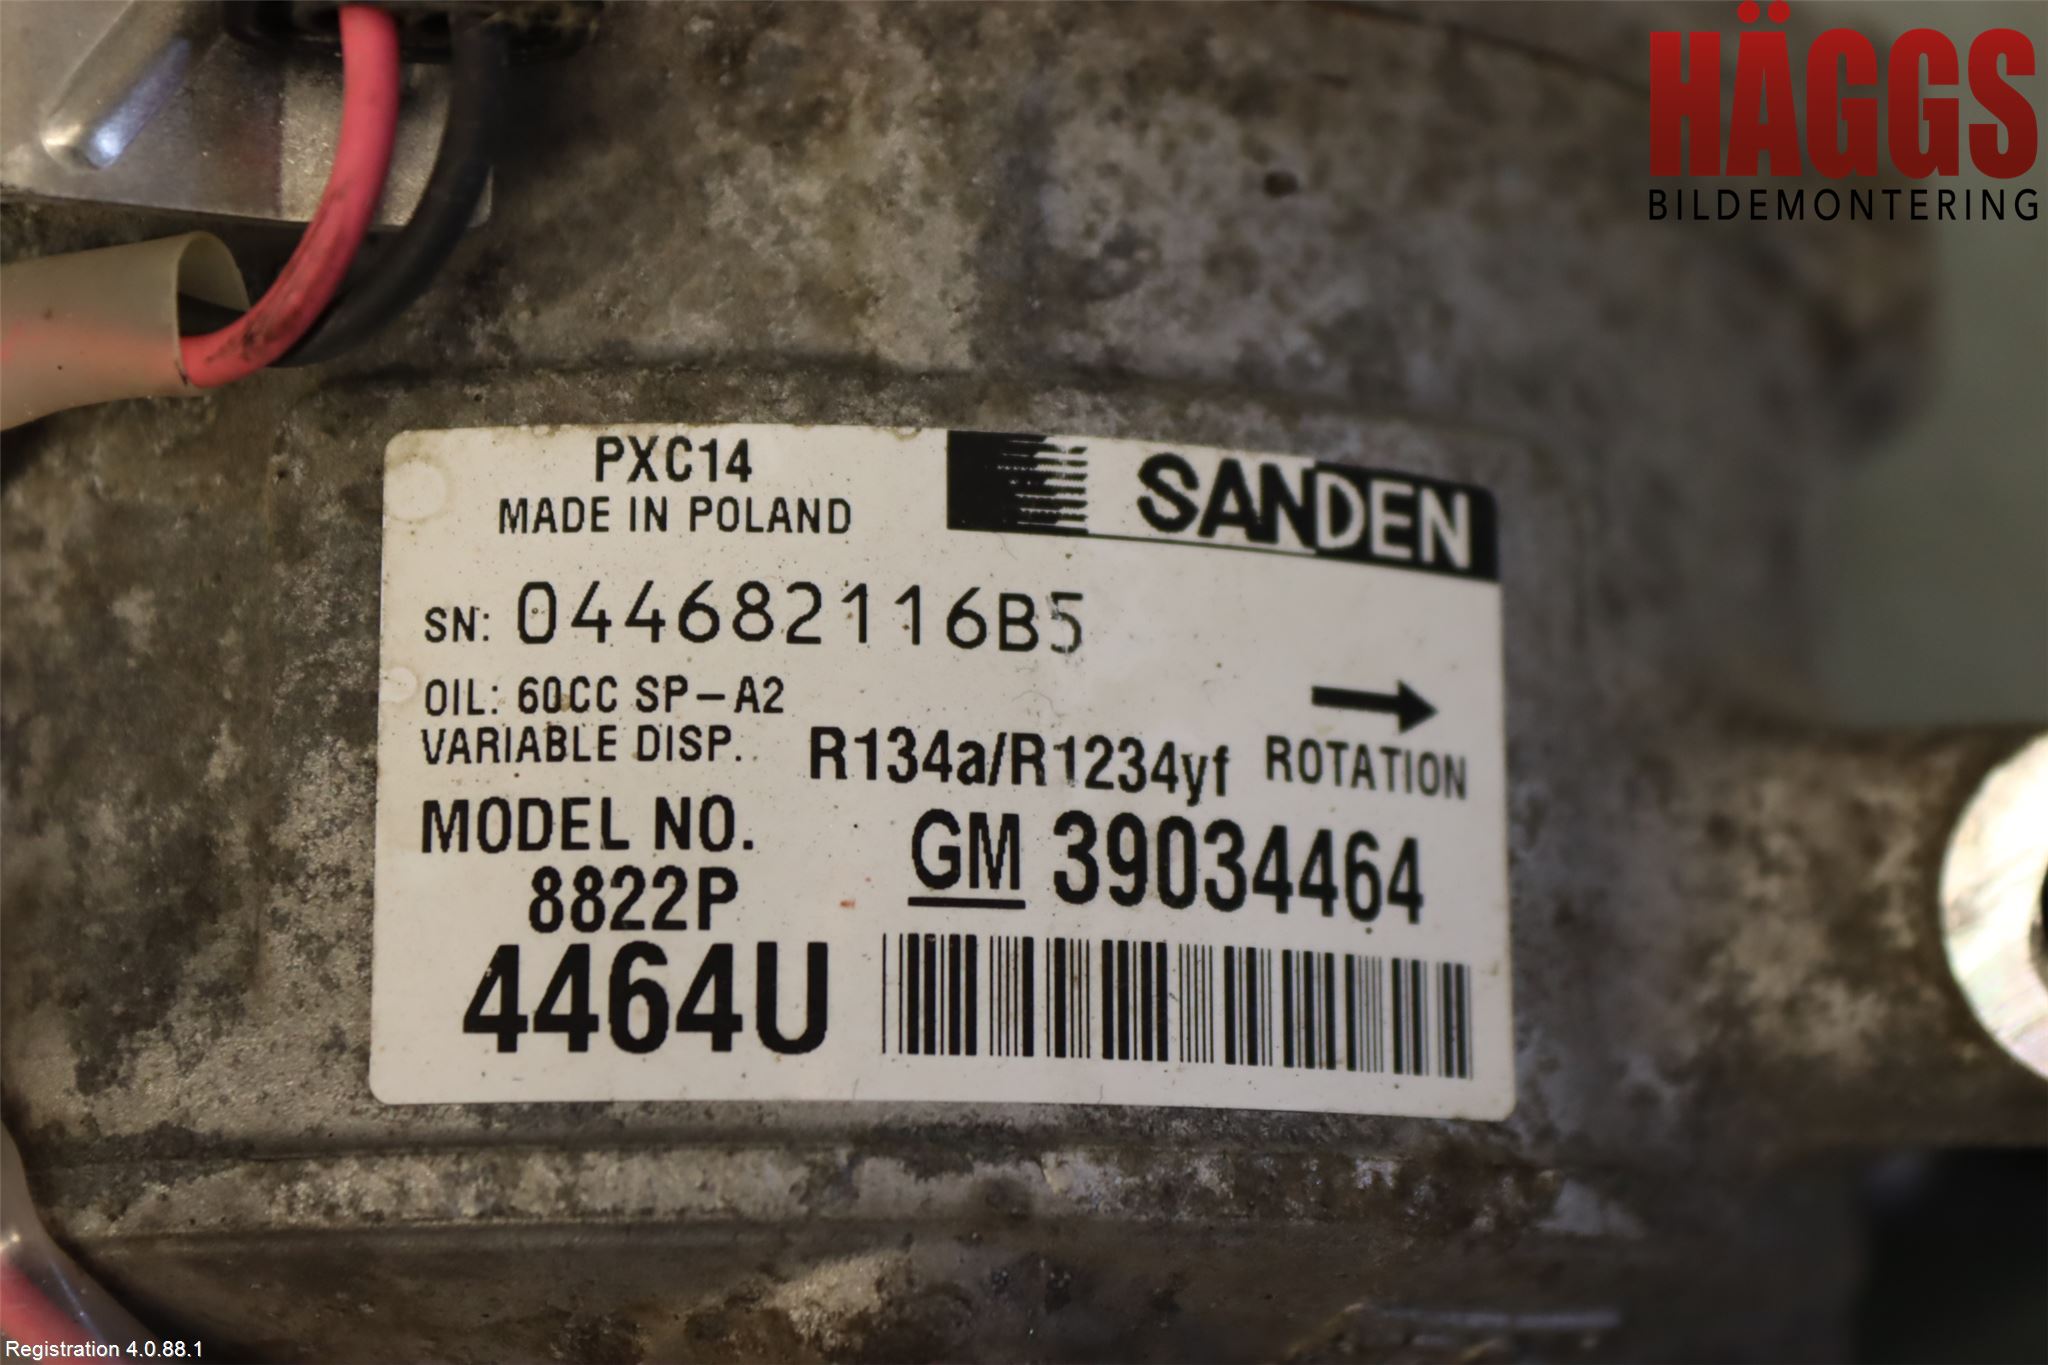 HÄGGS
BILDEMONTERING
PXC14
MADE IN POLAND
SANDEN
SN: 044682116B5
OIL: 60CC SP-A2
VARIABLE DISP.
R134a/R1234yf
ROTATION
MODEL NO.
8822P
GM 39034464
4464U
Registration 4.0.88.1